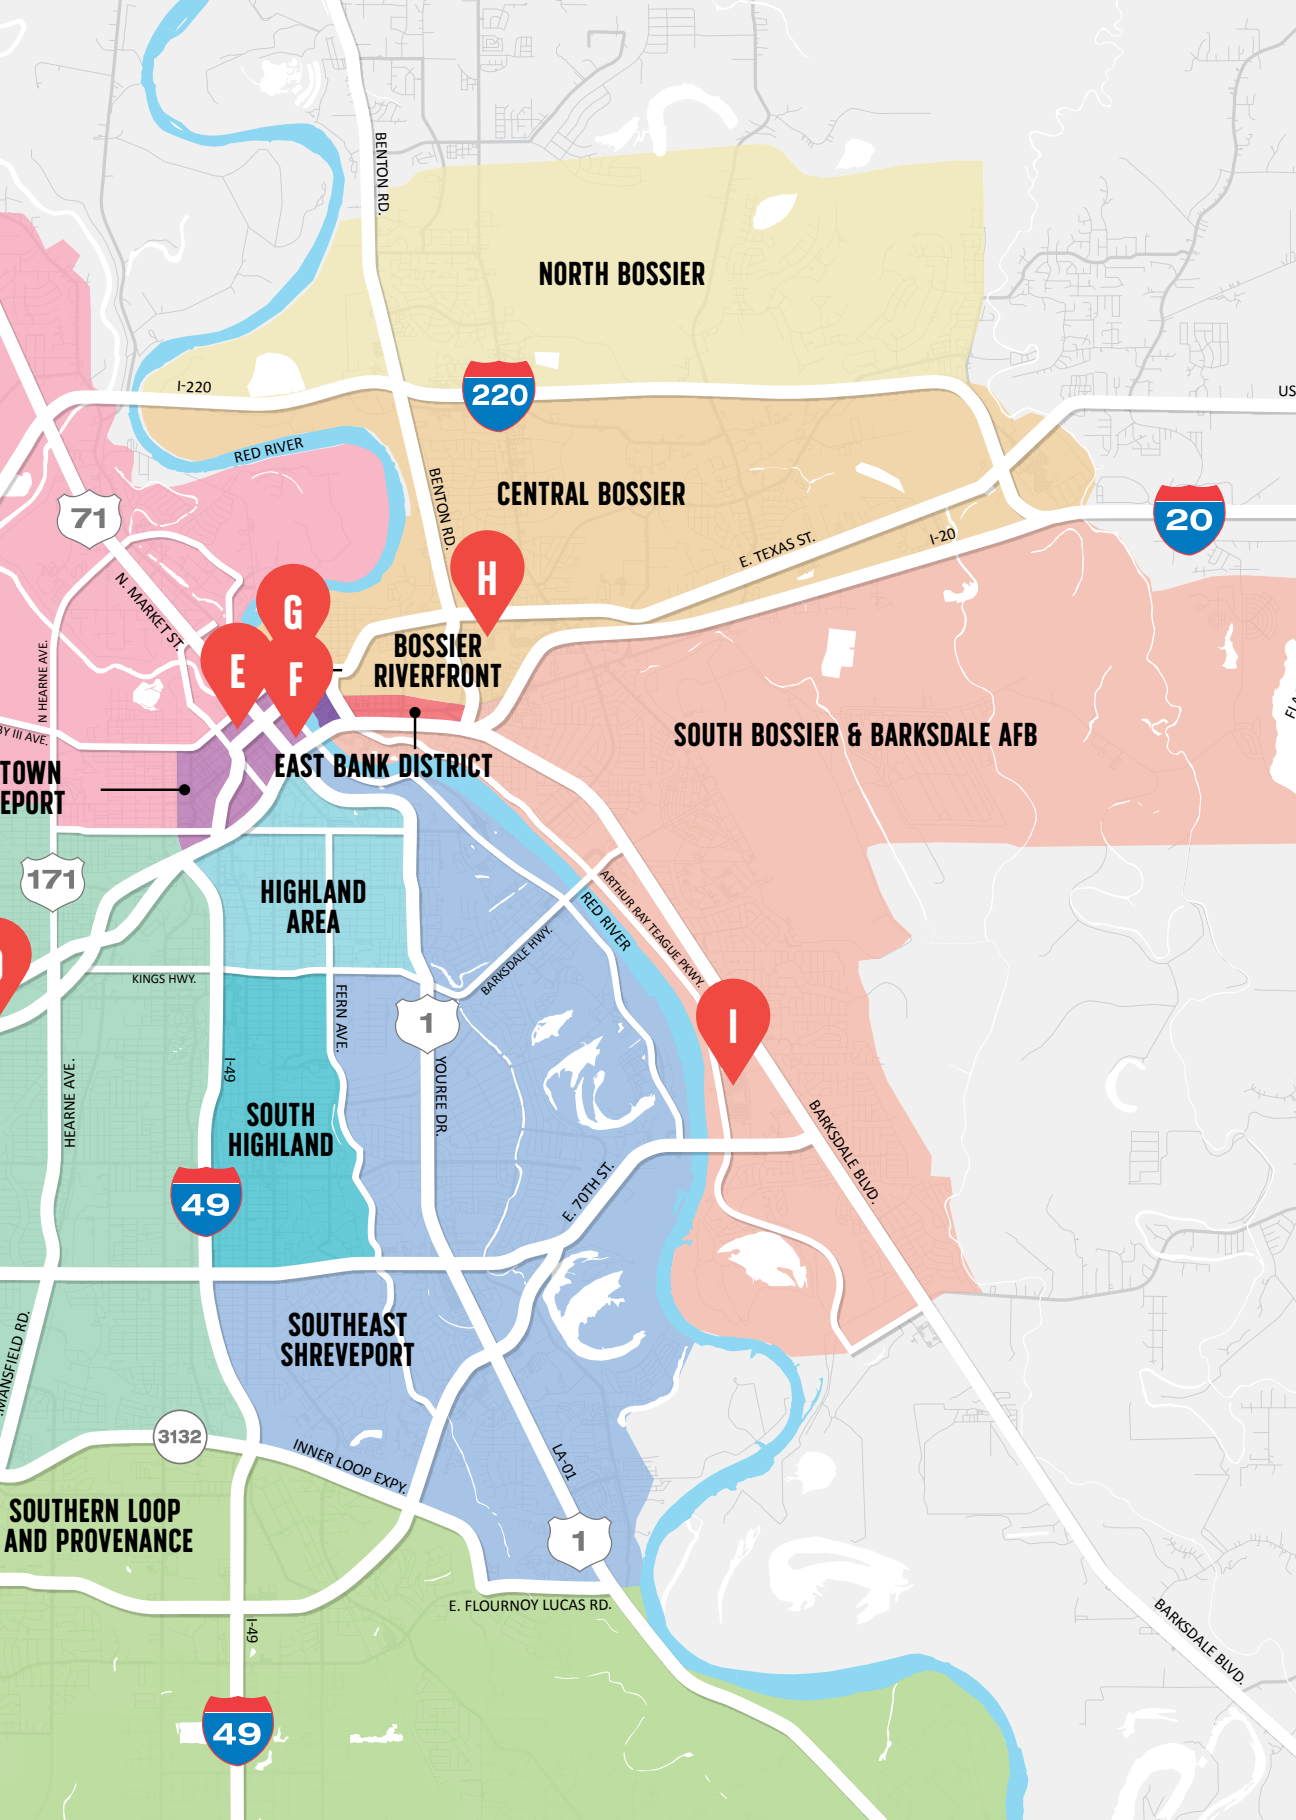 BENTON RD.
NORTH BOSSIER
I-220
220
US
RED RIVER
BENTON RD.
CENTRAL BOSSIER
71
20
E. TEXAS ST.
I-20
N. MARKET ST.
H
G
E
F
BOSSIER
RIVERFRONT
N HEARNE AVE.
BY III AVE.
SOUTH BOSSIER & BARKSDALE AFB
EAST BANK DISTRICT
TOWN
EPORT
171
HIGHLAND
AREA
ARTHUR RAY TEAGUE PKWY.
RED RIVER
BARKSDALE HWY.
KINGS HWY.
FERN AVE.
1
I
I-49
HEARNE AVE.
YOUREE DR.
SOUTH
HIGHLAND
BARKSDALE BLVD.
E. 70TH ST.
49
SOUTHEAST
SHREVEPORT
MANSFIELD RD.
3132
INNER LOOP EXPY.
LA-01
SOUTHERN LOOP
AND PROVENANCE
1
E. FLOURNOY LUCAS RD.
I-49
BARKSDALE BLVD.
49